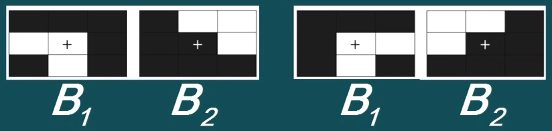 + + + +
B₁ B₂ B₁ B₂